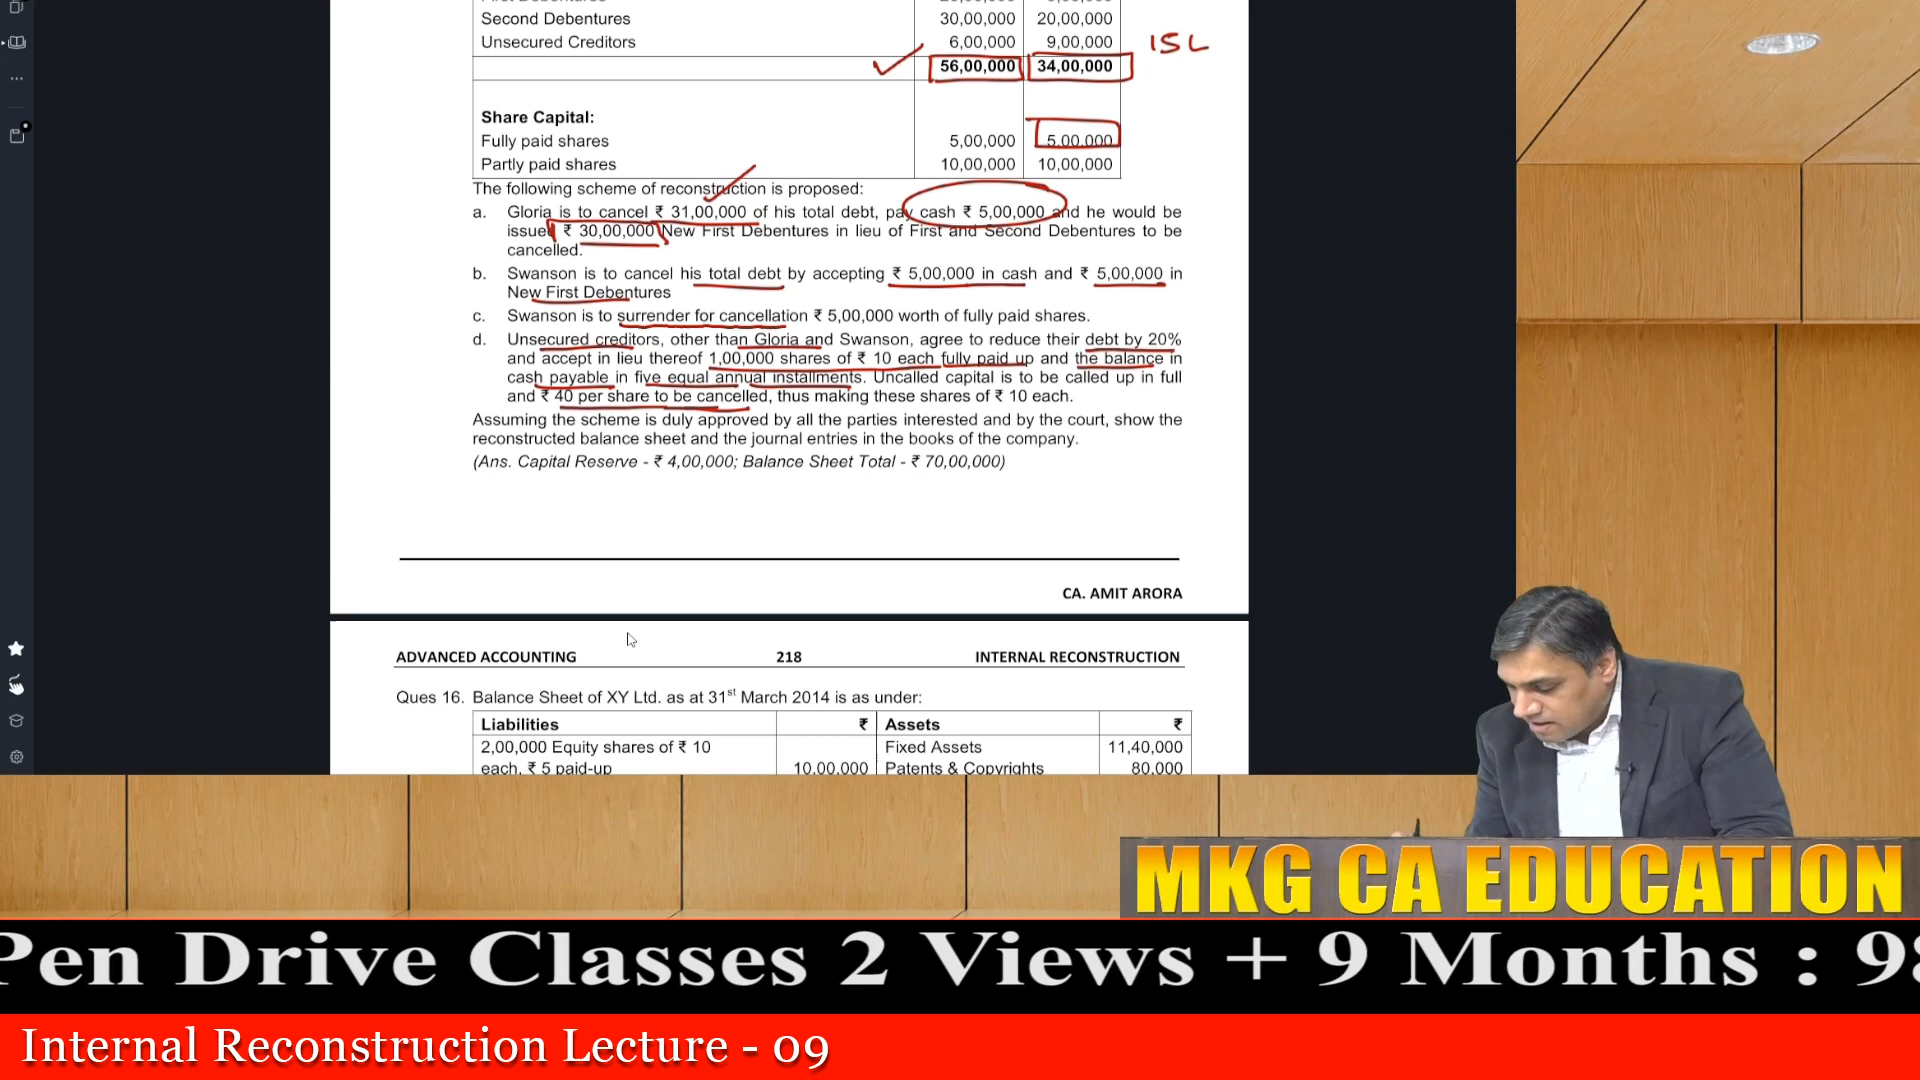 Second Debentures 30,00,000 20,00,000
Unsecured Creditors 6,00,000 9,00,000
15 L
56,00,000 34,00,000
Share Capital:
Fully paid shares 5,00,000 5,00,000
Partly paid shares 10,00,000 10,00,000
The following scheme of reconstruction is proposed:
a. Gloria is to cancel ₹ 31,00,000 of his total debt, pay cash ₹ 5,00,000 and he would be
issued ₹ 30,00,000 New First Debentures in lieu of First and Second Debentures to be
cancelled.
b. Swanson is to cancel his total debt by accepting ₹ 5,00,000 in cash and ₹ 5,00,000 in
New First Debentures
c. Swanson is to surrender for cancellation ₹ 5,00,000 worth of fully paid shares.
d. Unsecured creditors, other than Gloria and Swanson, agree to reduce their debt by 20%
and accept in lieu thereof 1,00,000 shares of ₹ 10 each fully paid up and the balance in
cash payable in five equal annual installments. Uncalled capital is to be called up in full
and ₹ 40 per share to be cancelled, thus making these shares of ₹ 10 each.
Assuming the scheme is duly approved by all the parties interested and by the court, show the
reconstructed balance sheet and the journal entries in the books of the company.
(Ans. Capital Reserve - ₹ 4,00,000; Balance Sheet Total - ₹ 70,00,000)
CA. AMIT ARORA
ADVANCED ACCOUNTING 218 INTERNAL RECONSTRUCTION
Ques 16. Balance Sheet of XY Ltd. as at 31st March 2014 is as under:
Liabilities ₹ Assets ₹
2,00,000 Equity shares of ₹ 10 Fixed Assets 11,40,000
each, ₹ 5 paid-up 10,00,000 Patents & Copyrights 80,000
MKG CA EDUCATION
Pen Drive Classes 2 Views + 9 Months : 9
Internal Reconstruction Lecture - 09